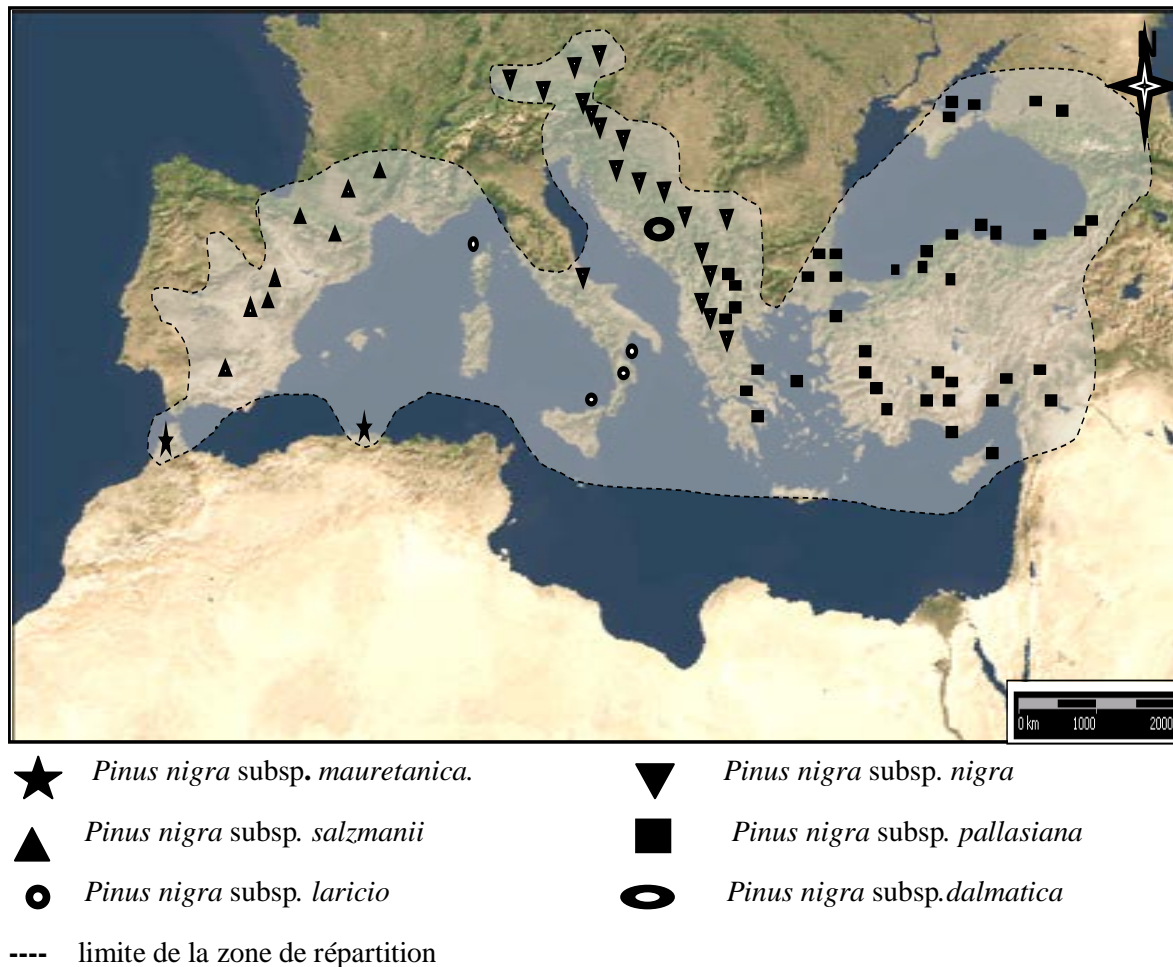 N
0 km 1000 2000
Pinus nigra subsp. mauretanica.
Pinus nigra subsp. nigra
Pinus nigra subsp. salzmanii
Pinus nigra subsp. pallasiana
Pinus nigra subsp. laricio
Pinus nigra subsp.dalmatica
limite de la zone de répartition